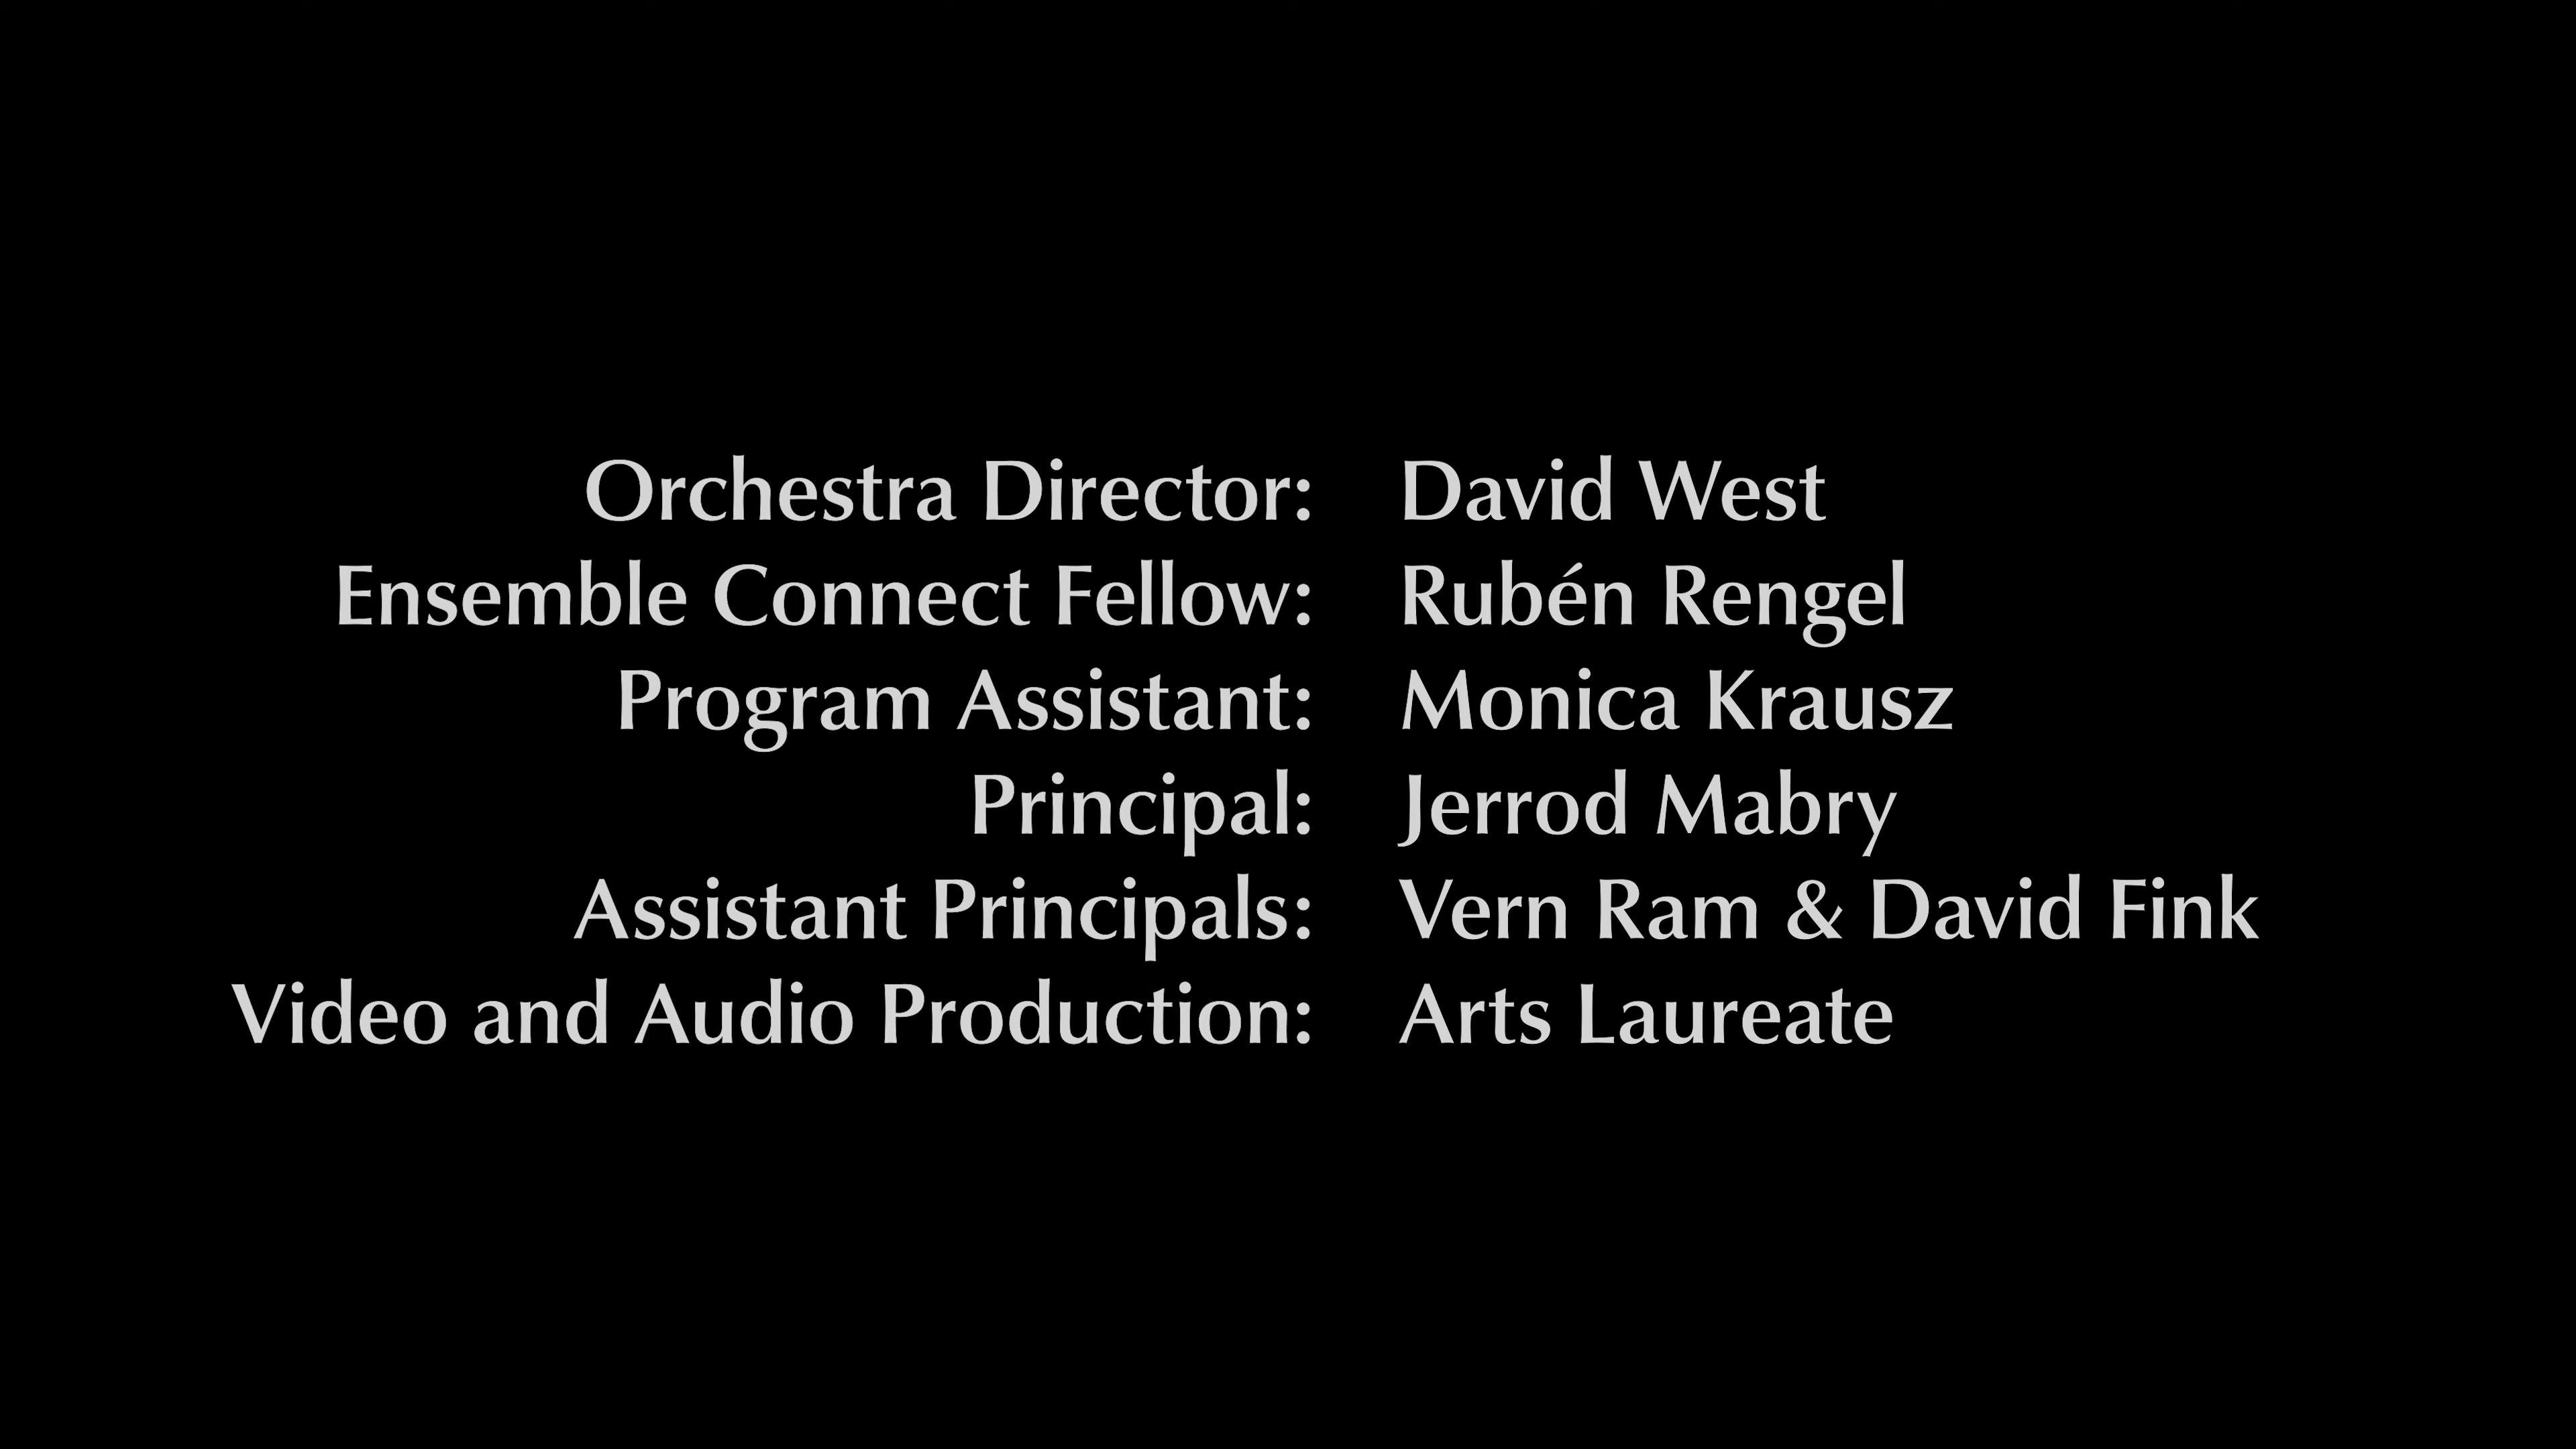 Orchestra Director: David West
Ensemble Connect Fellow: Rubén Rengel
Program Assistant: Monica Krausz
Principal: Jerrod Mabry
Assistant Principals: Vern Ram & David Fink
Video and Audio Production: Arts Laureate